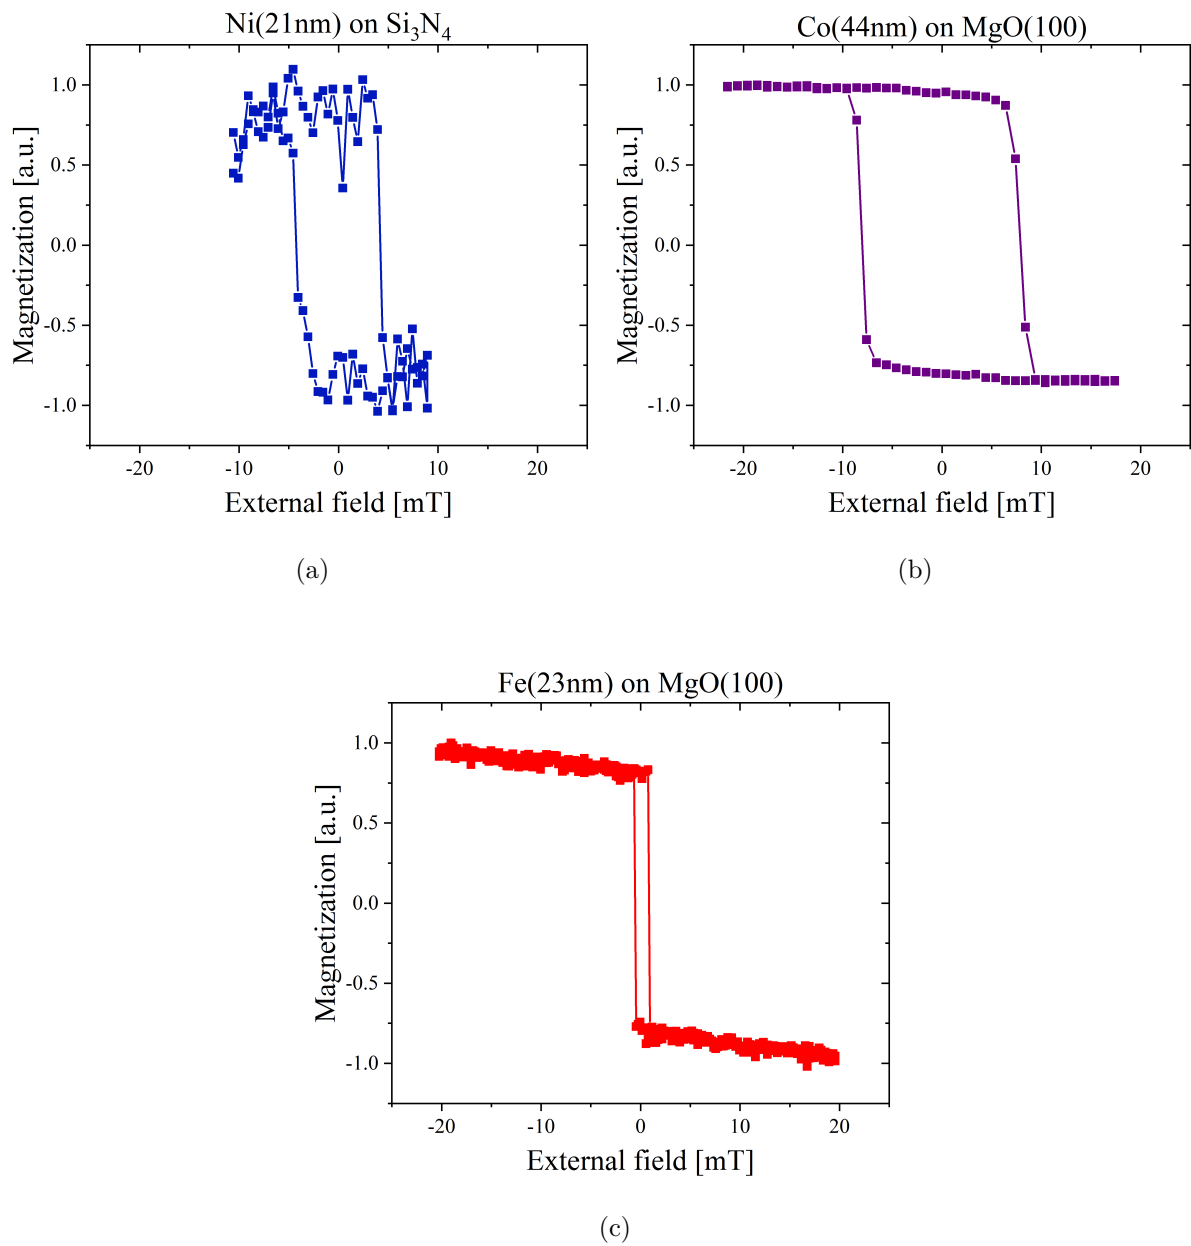 Ni(21nm) on Si₃N₄
Magnetization [a.u.]
1.0
0.5
0.0
-0.5
-1.0
-20 -10 0 10 20
External field [mT]
(a)
Co(44nm) on MgO(100)
Magnetization [a.u.]
1.0
0.5
0.0
-0.5
-1.0
-20 -10 0 10 20
External field [mT]
(b)
Fe(23nm) on MgO(100)
Magnetization [a.u.]
1.0
0.5
0.0
-0.5
-1.0
-20 -10 0 10 20
External field [mT]
(c)